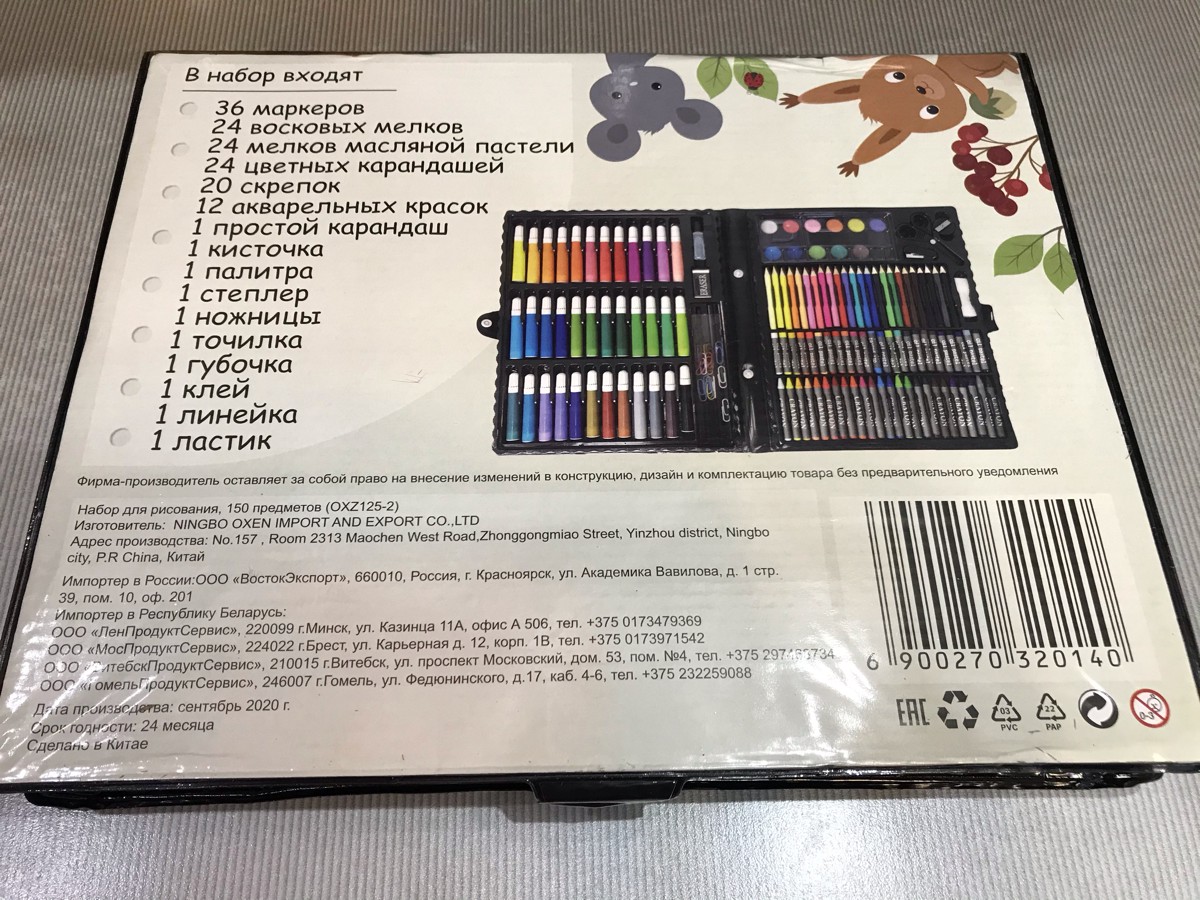 В набор входят
36 маркеров
24 восковых мелков
24 мелков масляной пастели
24 цветных карандашей
20 скрепок
12 акварельных красок
1 простой карандаш
1 кисточка
1 палитра
1 степлер
1 ножницы
1 точилка
1 губочка
1 клей
1 линейка
1 ластик
ERASER
Фирма-производитель оставляет за собой право на внесение изменений в конструкцию, дизайн и комплектацию товара без предварительного уведомления
Набор для рисования, 150 предметов (OXZ125-2)
Изготовитель: NINGBO OXEN IMPORT AND EXPORT CO.,LTD
Адрес производства: No.157 , Room 2313 Maochen West Road,Zhonggongmiao Street, Yinzhou district, Ningbo
city, P.R China, Китай
Импортер в России:ООО «ВостокЭкспорт», 660010, Россия, г. Красноярск, ул. Академика Вавилова, д. 1 стр.
39, пом. 10, оф. 201
Импортер в Республику Беларусь:
ООО «ЛенПродуктСервис», 220099 г.Минск, ул. Казинца 11А, офис А 506, тел. +375 0173479369
ООО «МосПродуктСервис», 224022 г.Брест, ул. Карьерная д. 12, корп. 1В, тел. +375 0173971542
ООО «ВитебскПродуктСервис», 210015 г.Витебск, ул. проспект Московский, дом. 53, пом. №4, тел. +375
ООО «ГомельПродуктСервис», 246007 г.Гомель, ул. Федюнинского, д.17, каб. 4-6, тел. +375 232259088
Дата производства: сентябрь 2020 г.
Срок годности: 24 месяца
Сделано в Китае
6 900270 320140
EAC
03
PVC
22
PAP
0-3